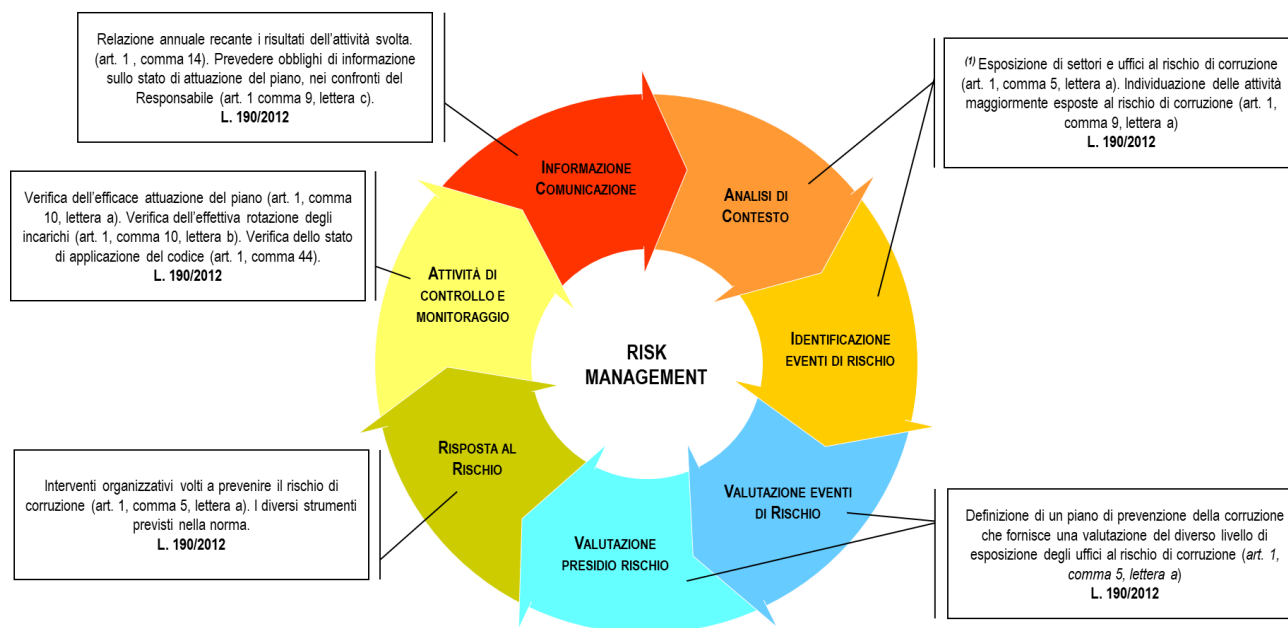 Relazione annuale recante i risultati dell’attività svolta.
(art. 1 , comma 14). Prevedere obblighi di informazione
sullo stato di attuazione del piano, nei confronti del
Responsabile (art. 1 comma 9, lettera c).
L. 190/2012
(1) Esposizione di settori e uffici al rischio di corruzione
(art. 1, comma 5, lettera a). Individuazione delle attività
maggiormente esposte al rischio di corruzione (art. 1,
comma 9, lettera a)
L. 190/2012
INFORMAZIONE
COMUNICAZIONE
ANALISI DI
CONTESTO
Verifica dell’efficace attuazione del piano (art. 1, comma
10, lettera a). Verifica dell’effettiva rotazione degli
incarichi (art. 1, comma 10, lettera b). Verifica dello stato
di applicazione del codice (art. 1, comma 44).
L. 190/2012
ATTIVITÀ DI
CONTROLLO E
MONITORAGGIO
RISK
MANAGEMENT
IDENTIFICAZIONE
EVENTI DI RISCHIO
RISPOSTA AL
RISCHIO
VALUTAZIONE EVENTI
DI RISCHIO
VALUTAZIONE
PRESIDIO RISCHIO
Interventi organizzativi volti a prevenire il rischio di
corruzione (art. 1, comma 5, lettera a). I diversi strumenti
previsti nella norma.
L. 190/2012
Definizione di un piano di prevenzione della corruzione
che fornisce una valutazione del diverso livello di
esposizione degli uffici al rischio di corruzione (art. 1,
comma 5, lettera a)
L. 190/2012